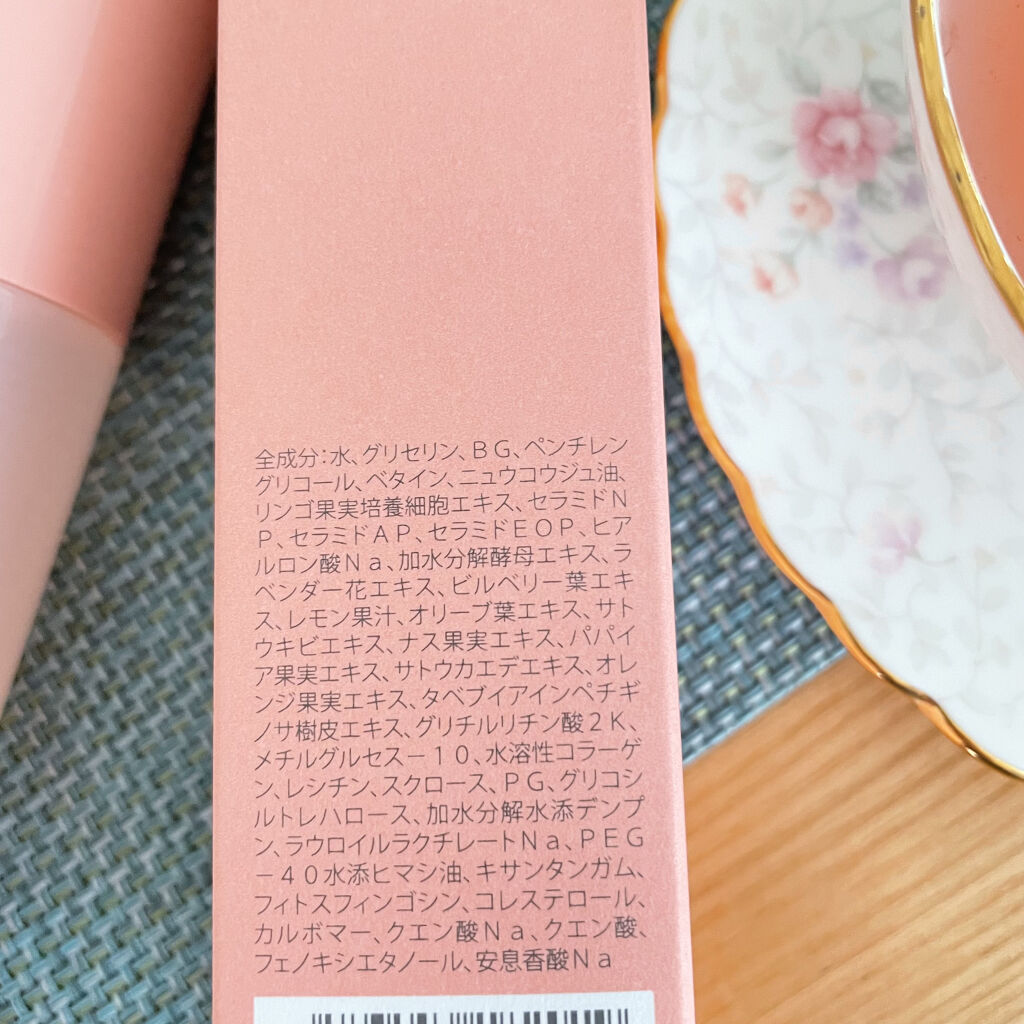 全成分:水、グリセリン、BG、ペンチレン
グリコール、ベタイン、ニュウコウジュ油、
リンゴ果実培養細胞エキス、セラミドN
P、セラミドAP、セラミドEOP、ヒア
ルロン酸Na、加水分解酵母エキス、ラ
ベンダー花エキス、ビルベリー葉エキ
ス、レモン果汁、オリーブ葉エキス、サト
ウキビエキス、ナス果実エキス、パパイ
ア果実エキス、サトウカエデエキス、オレ
ンジ果実エキス、タベブイアインペチギ
ノサ樹皮エキス、グリチルリチン酸2K、
メチルグルセス-10、水溶性コラーゲ
ン、レシチン、スクロース、PG、グリコシ
ルトレハロース、加水分解水添デンプ
ン、ラウロイルラクチレートNa、PEG
-40水添ヒマシ油、キサンタンガム、
フィトスフィンゴシン、コレステロール、
カルボマー、クエン酸Na、クエン酸、
フェノキシエタノール、安息香酸Na